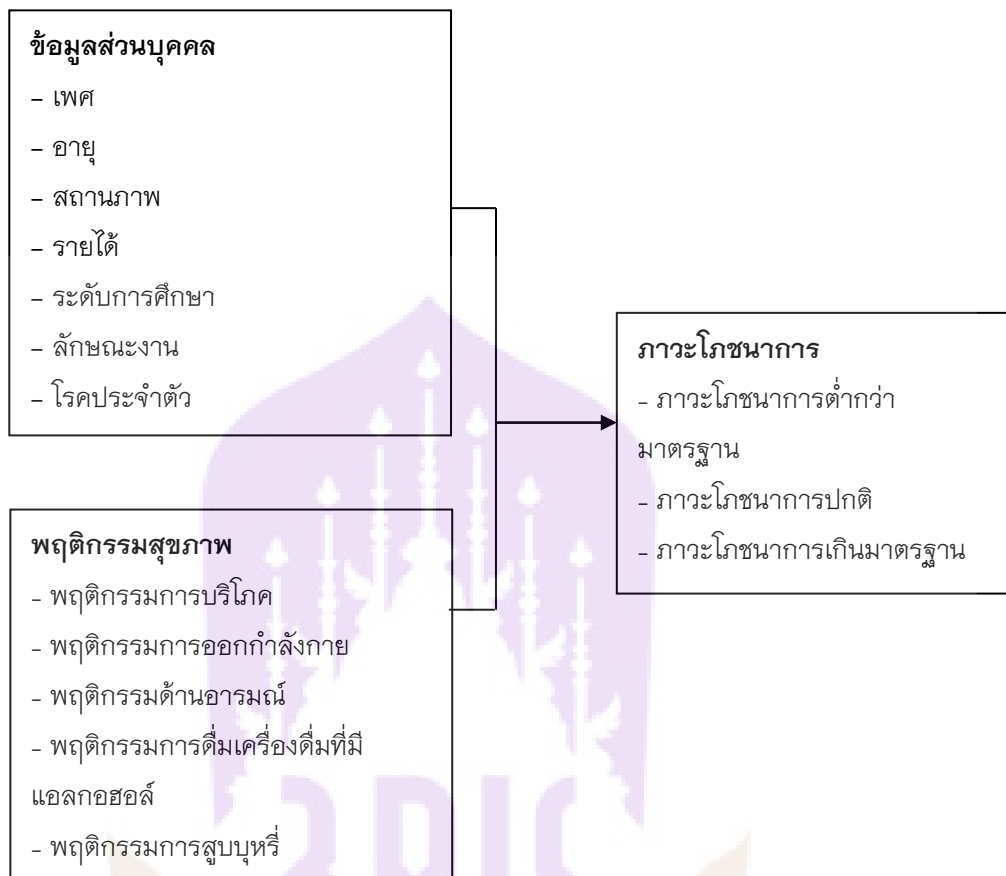 ข้อมูลส่วนบุคคล
– เพศ
– อายุ
– สถานภาพ
– รายได้
– ระดับการศึกษา
– ลักษณะงาน
– โรคประจำตัว
ภาวะโภชนาการ
- ภาวะโภชนาการต่ำกว่า
มาตรฐาน
- ภาวะโภชนาการปกติ
- ภาวะโภชนาการเกินมาตรฐาน
พฤติกรรมสุขภาพ
- พฤติกรรมการบริโภค
- พฤติกรรมการออกกำลังกาย
- พฤติกรรมด้านอารมณ์
- พฤติกรรมการดื่มเครื่องดื่มที่มี
แอลกอฮอล์
- พฤติกรรมการสูบบุหรี่